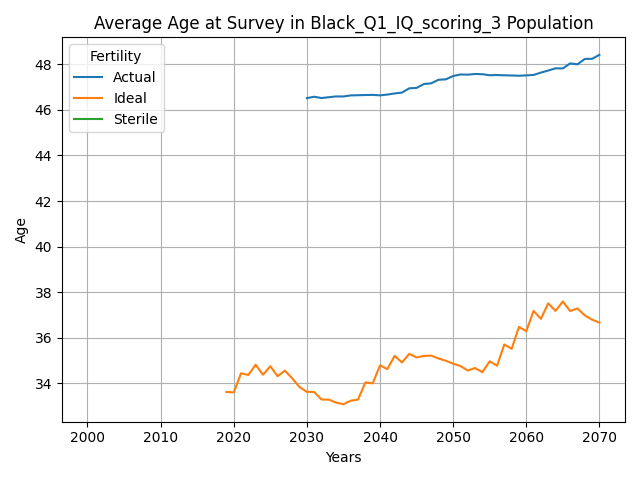 Average Age at Survey in Black_Q1_IQ_scoring_3 Population
Fertility
Actual
Ideal
Sterile
48
46
44
42
40
38
36
34
Age
2000 2010 2020 2030 2040 2050 2060 2070
Years